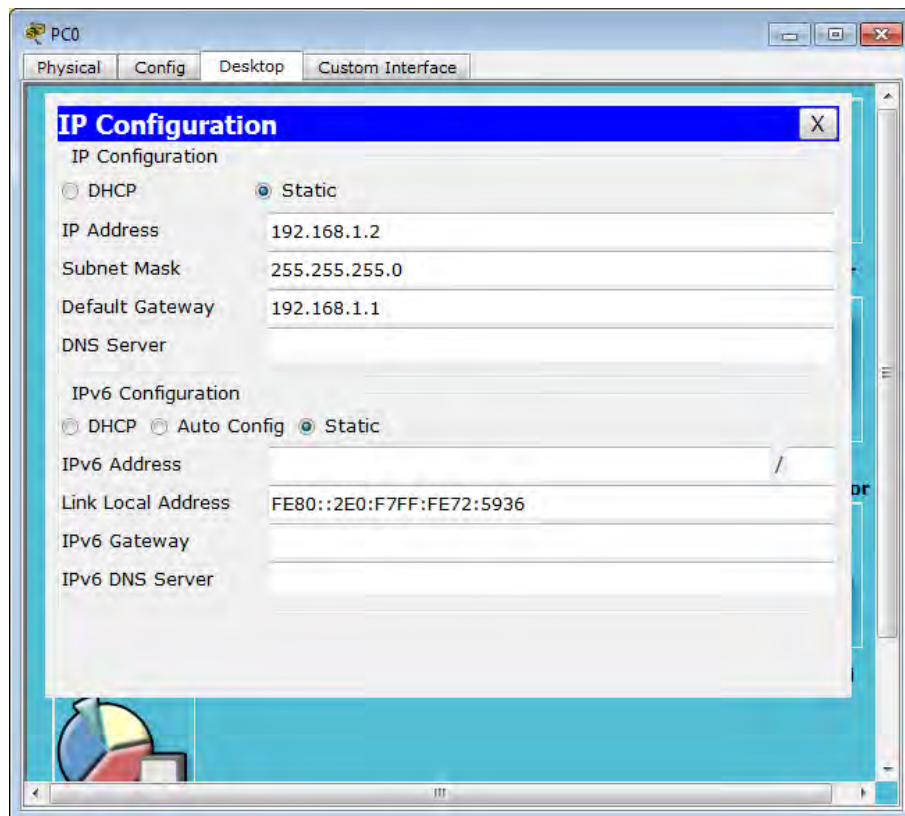 PC0
Physical Config Desktop Custom Interface
IP Configuration X
IP Configuration
DHCP Static
IP Address 192.168.1.2
Subnet Mask 255.255.255.0
Default Gateway 192.168.1.1
DNS Server
IPv6 Configuration
DHCP Auto Config Static
IPv6 Address /
Link Local Address FE80::2E0:F7FF:FE72:5936
or
IPv6 Gateway
IPv6 DNS Server